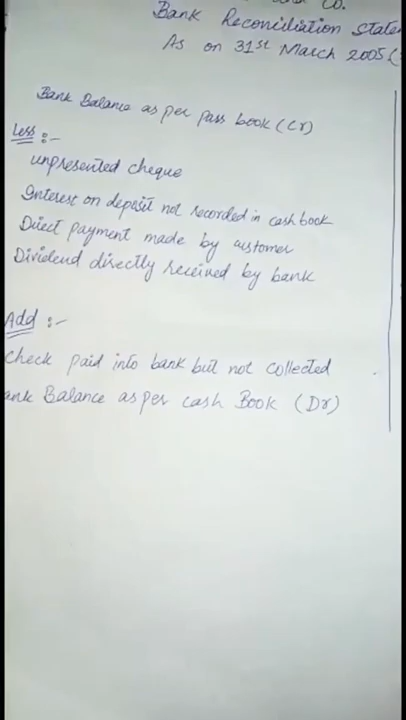 Co.
Bank Reconciliation State
As on 31st March 2005 (
Bank Balance as per pass book (Cr)
Less :-
unpresented cheque
Interest on deposit not recorded in cash book
Direct payment made by customer
Dividend directly received by bank
Add :-
check paid into bank but not collected
ank Balance as per cash Book (Dr)